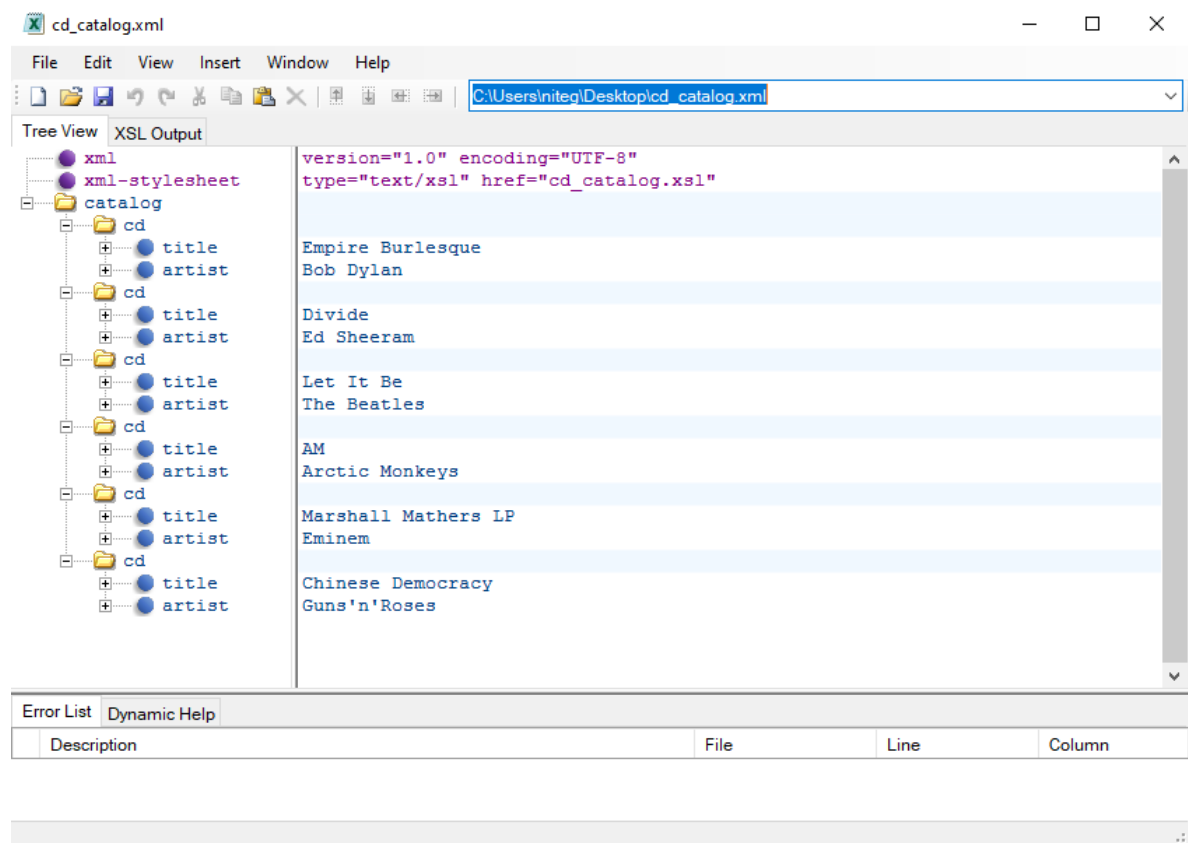 cd_catalog.xml
File Edit View Insert Window Help
C:\Users\niteg\Desktop\cd_catalog.xml
Tree View XSL Output
xml version="1.0" encoding="UTF-8"
xml-stylesheet type="text/xsl" href="cd_catalog.xsl"
catalog
cd
title Empire Burlesque
artist Bob Dylan
cd
title Divide
artist Ed Sheeram
cd
title Let It Be
artist The Beatles
cd
title AM
artist Arctic Monkeys
cd
title Marshall Mathers LP
artist Eminem
cd
title Chinese Democracy
artist Guns'n'Roses
Error List Dynamic Help
Description File Line Column